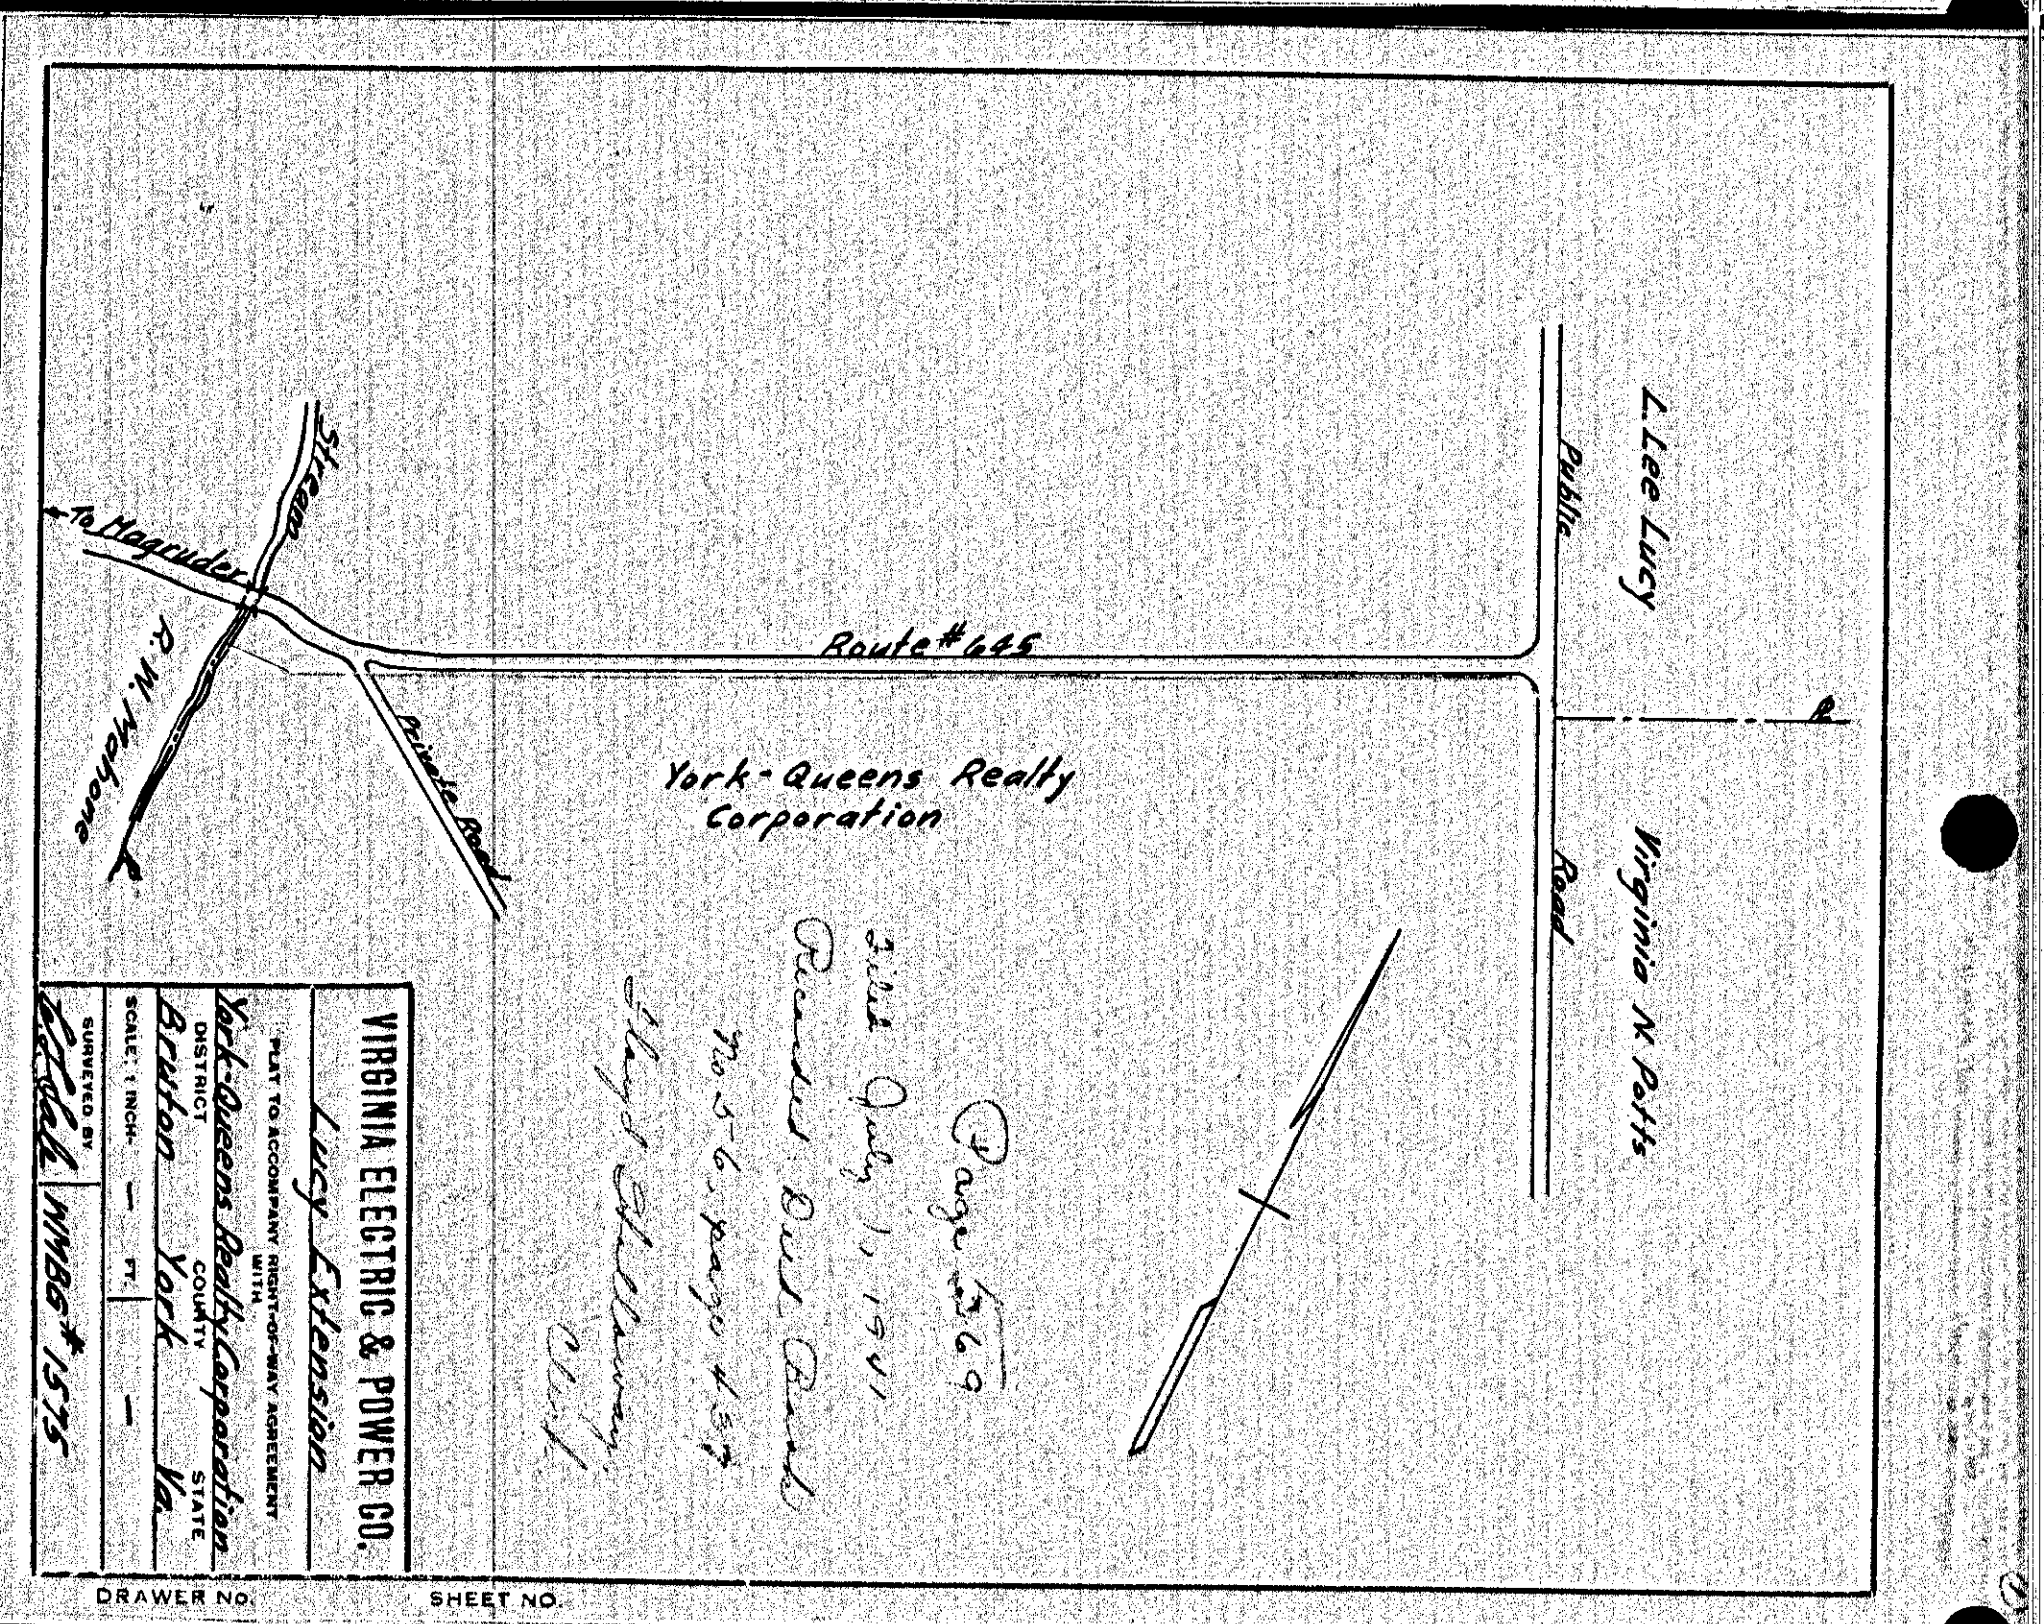 L Lee Lucy
Public
Road
Virginia N Potts
Route #645
Stream
To Magruder
R. W. Mahone
Private Road
York-Queens Realty
Corporation
Page 569
Filed July 1, 1941
Recorded Deed Book
No 56, page 437
Floyd Holloway,
Clerk.
VIRGINIA ELECTRIC & POWER CO.
Lucy Extension
PLAT TO ACCOMPANY RIGHT-OF-WAY AGREEMENT
WITH
York-Queens Realty Corporation
DISTRICT COUNTY STATE
Bruton York Va.
SCALE: 1 INCH- — FT. —
SURVEYED BY
WMBG #1575
DRAWER NO. SHEET NO.